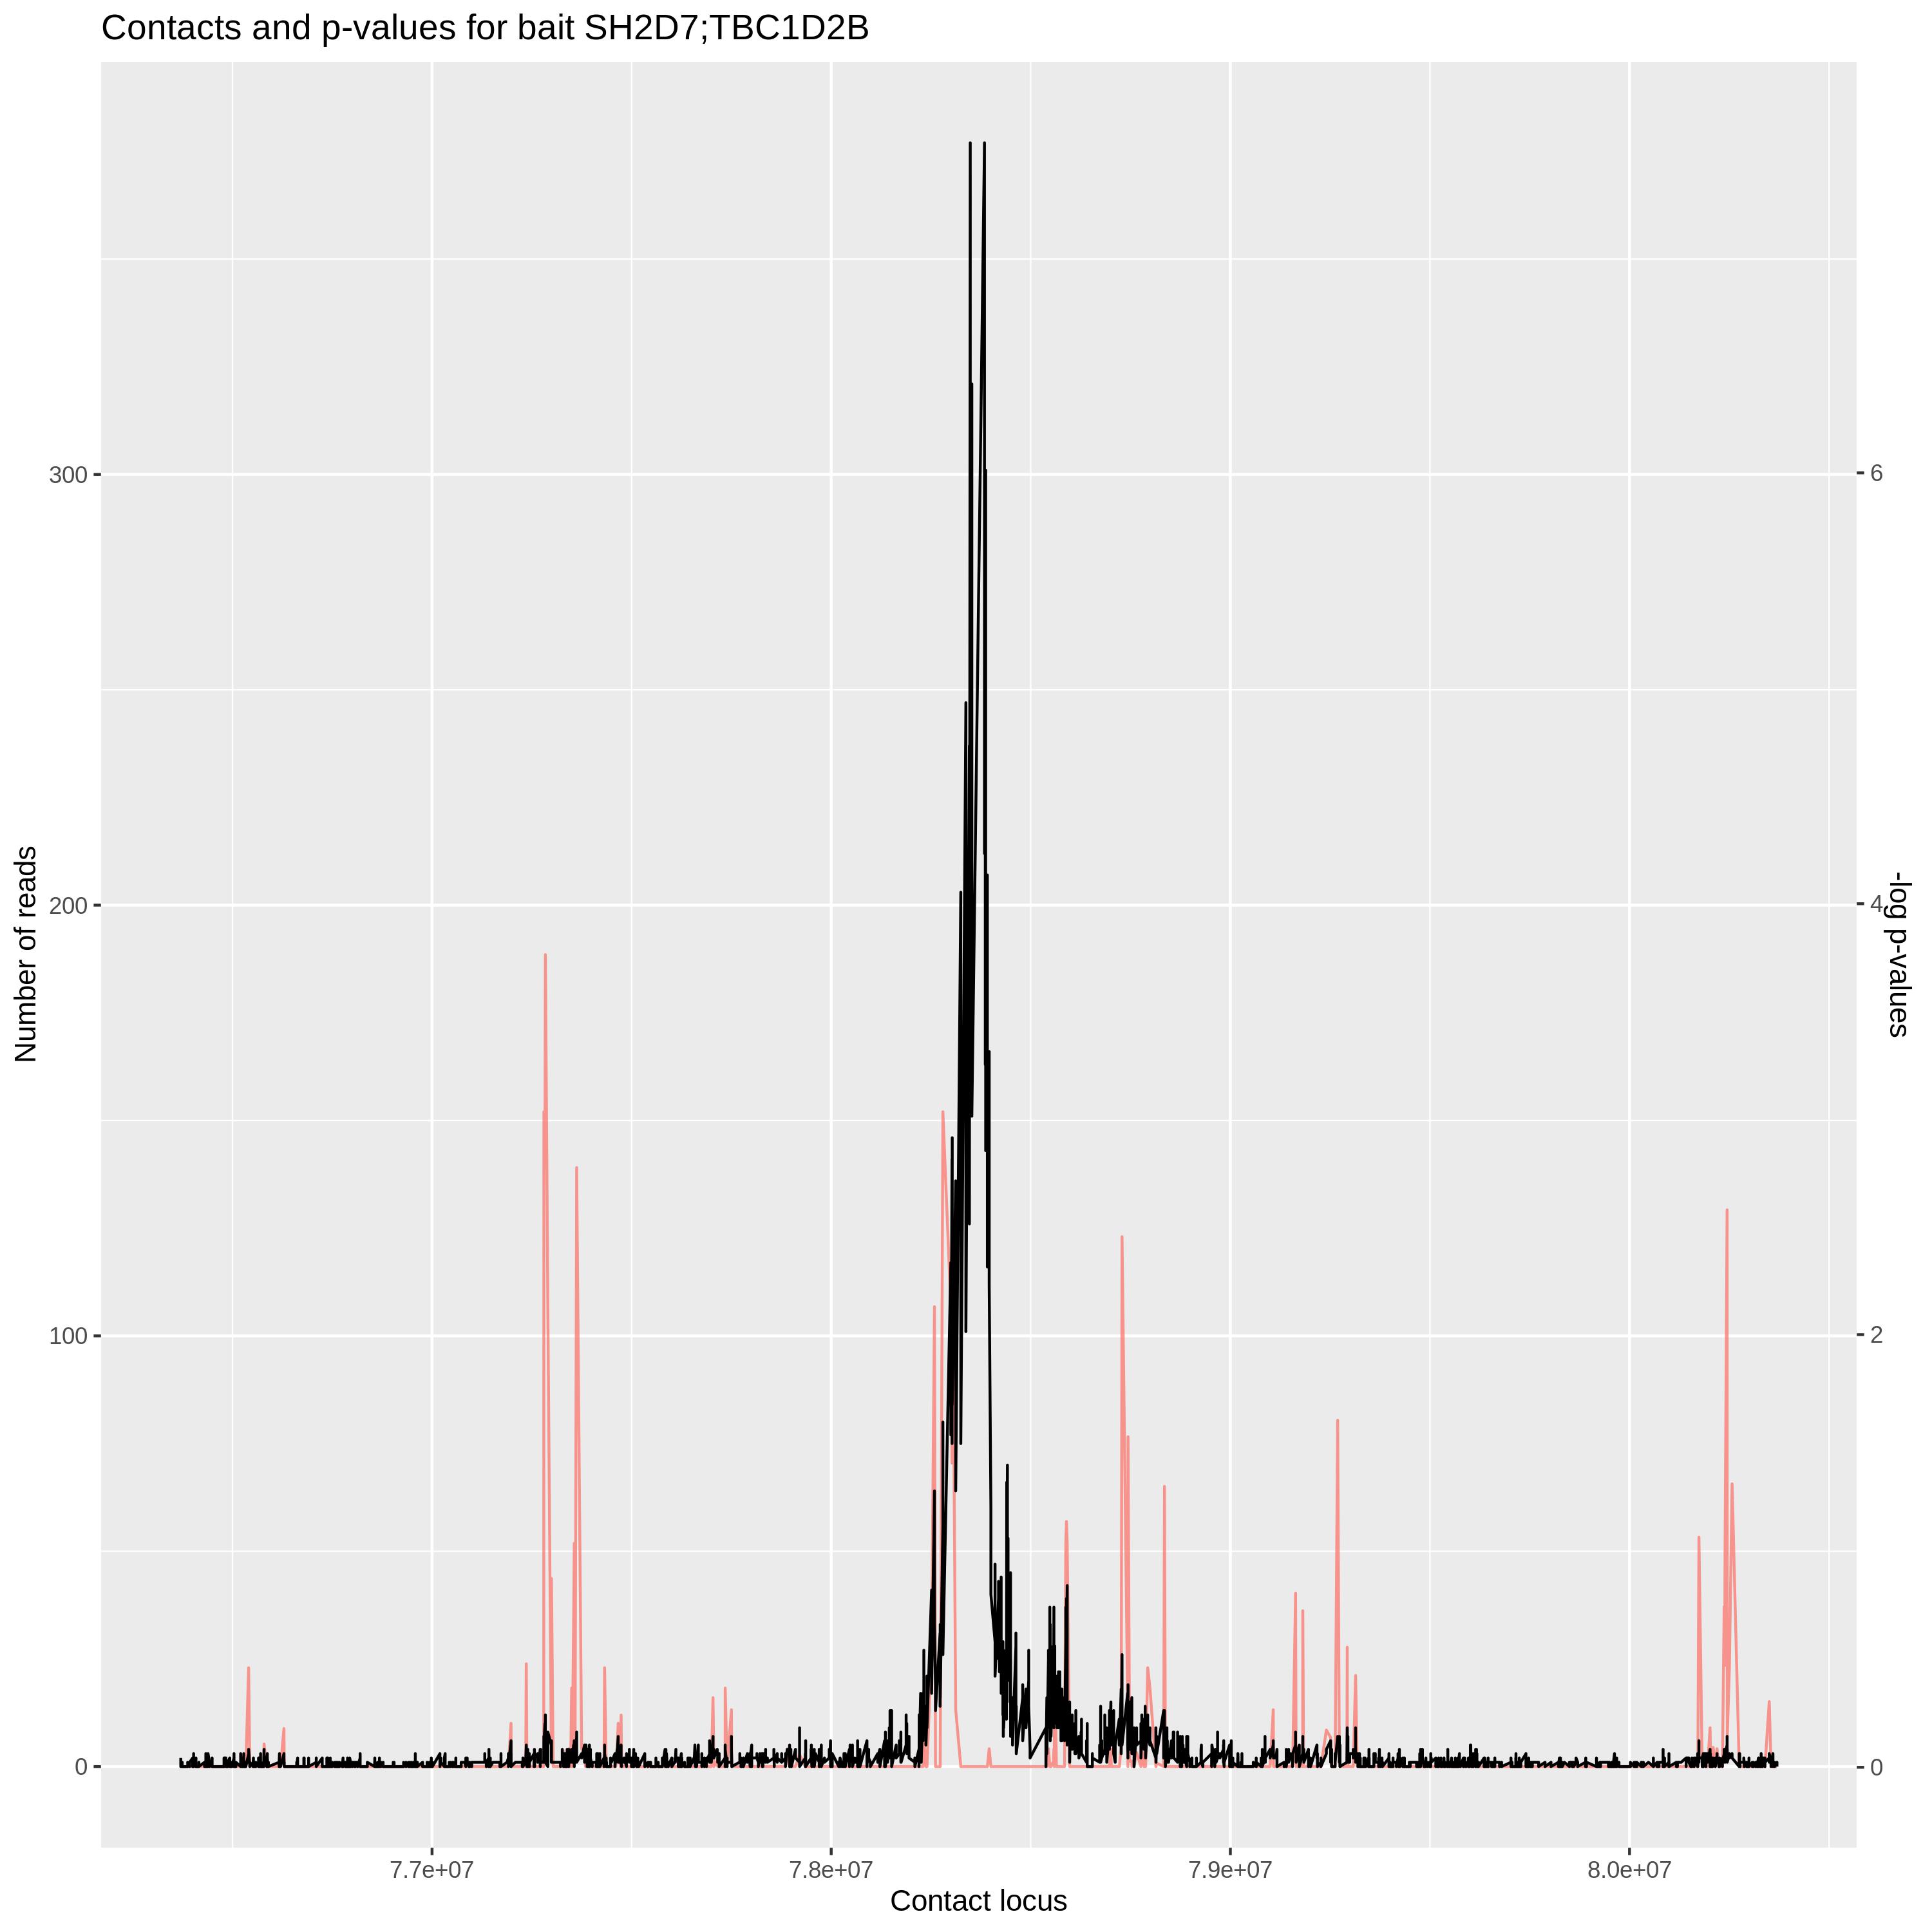 Contacts and p-values for bait SH2D7;TBC1D2B
Number of reads
300
200
100
0
6
4
2
0
-log p-values
7.7e+07
7.8e+07
7.9e+07
8.0e+07
Contact locus